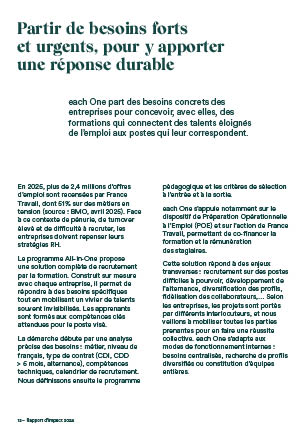 Partir de besoins forts
et urgents, pour y apporter
une réponse durable
each One part des besoins concrets des
entreprises pour concevoir, avec elles, des
formations qui connectent des talents éloignés
de l'emploi aux postes qui leur correspondent.
En 2025, plus de 2,4 millions d'offres
d'emploi sont recensées par France
Travail, dont 51% sur des métiers en
tension (source : BMO, avril 2025). Face
à ce contexte de pénurie, de turnover
élevé et de difficulté à recruter, les
entreprises doivent repenser leurs
stratégies RH.
Le programme All-in-One propose
une solution complète de recrutement
par la formation. Construit sur mesure
avec chaque entreprise, il permet de
répondre à des besoins spécifiques
tout en mobilisant un vivier de talents
souvent invisibilisés. Les apprenants
sont formés aux compétences clés
attendues pour le poste visé.
La démarche débute par une analyse
précise des besoins : métier, niveau de
français, type de contrat (CDI, CDD
> 6 mois, alternance), compétences
techniques, calendrier de recrutement.
Nous définissons ensuite le programme
pédagogique et les critères de sélection
à l'entrée et à la sortie.
each One s'appuie notamment sur le
dispositif de Préparation Opérationnelle
à l'Emploi (POE) et sur l'action de France
Travail, permettant de co-financer la
formation et la rémunération
des stagiaires.
Cette solution répond à des enjeux
transverses : recrutement sur des postes
difficiles à pourvoir, développement de
l'alternance, diversification des profils,
fidélisation des collaborateurs,... Selon
les entreprises, les projets sont portés
par différents interlocuteurs, et nous
veillons à mobiliser toutes les parties
prenantes pour en faire une réussite
collective. each One s'adapte aux
modes de fonctionnement internes :
besoins centralisés, recherche de profils
diversifiés ou constitution d'équipes
entières.
12— Rapport d'impact 2024